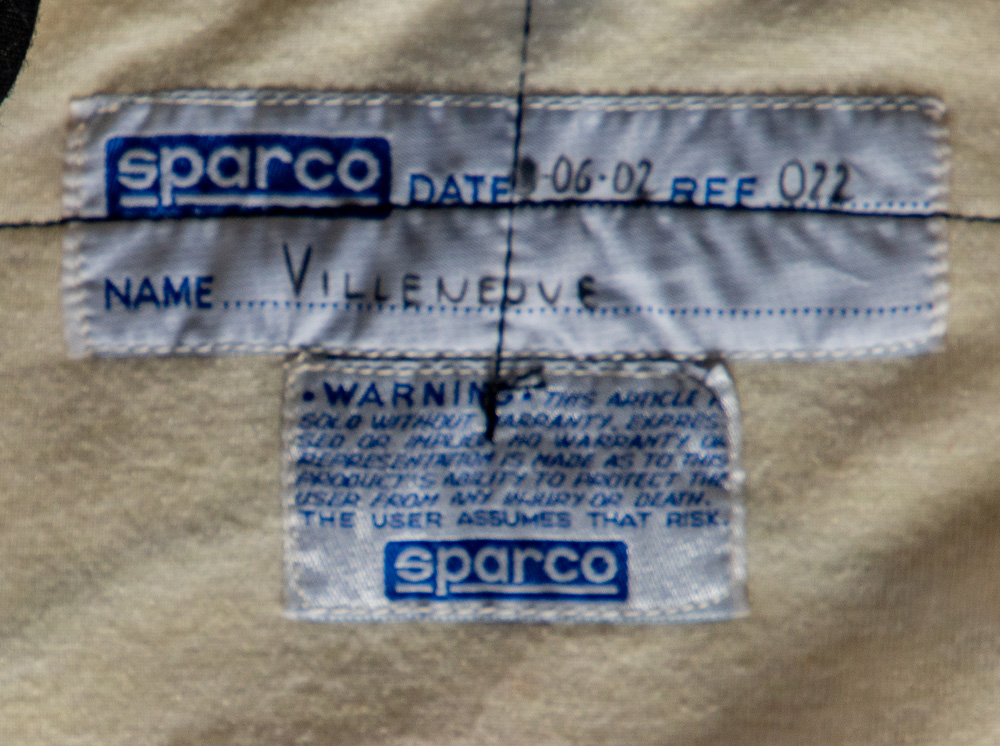 sparco DATE -06-02 REF. 022
NAME VILLENEUVE
•WARNING• THIS ARTICLE
SOLD WITHOUT WARRANTY, EXPRES
SED OR IMPLIED NO WARRANTY OR
REPRESENTATION IS MADE AS TO THIS
PRODUCT'S ABILITY TO PROTECT THE
USER FROM ANY INJURY OR DEATH.
THE USER ASSUMES THAT RISK.
sparco